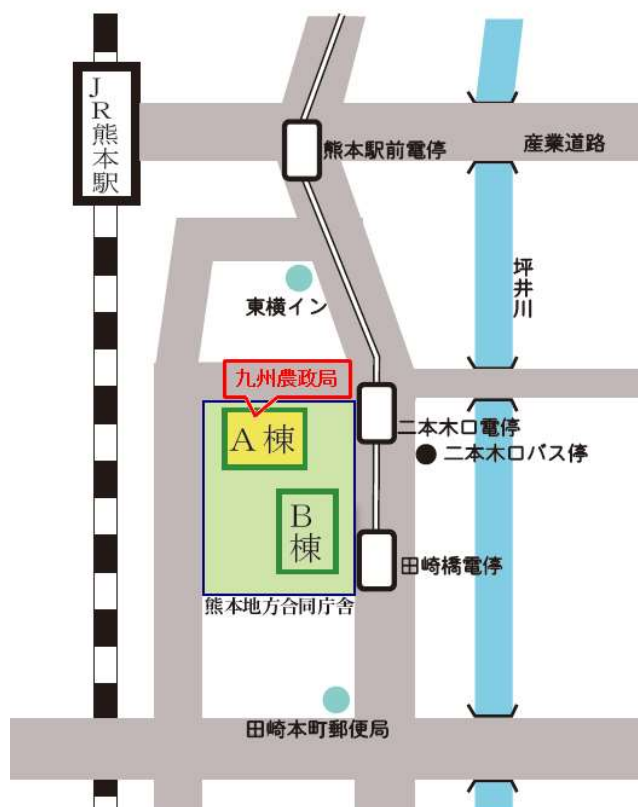 JR熊本駅
熊本駅前電停
産業道路
坪井川
東横イン
九州農政局
A棟
二本木口電停
二本木口バス停
B棟
田崎橋電停
熊本地方合同庁舎
田崎本町郵便局